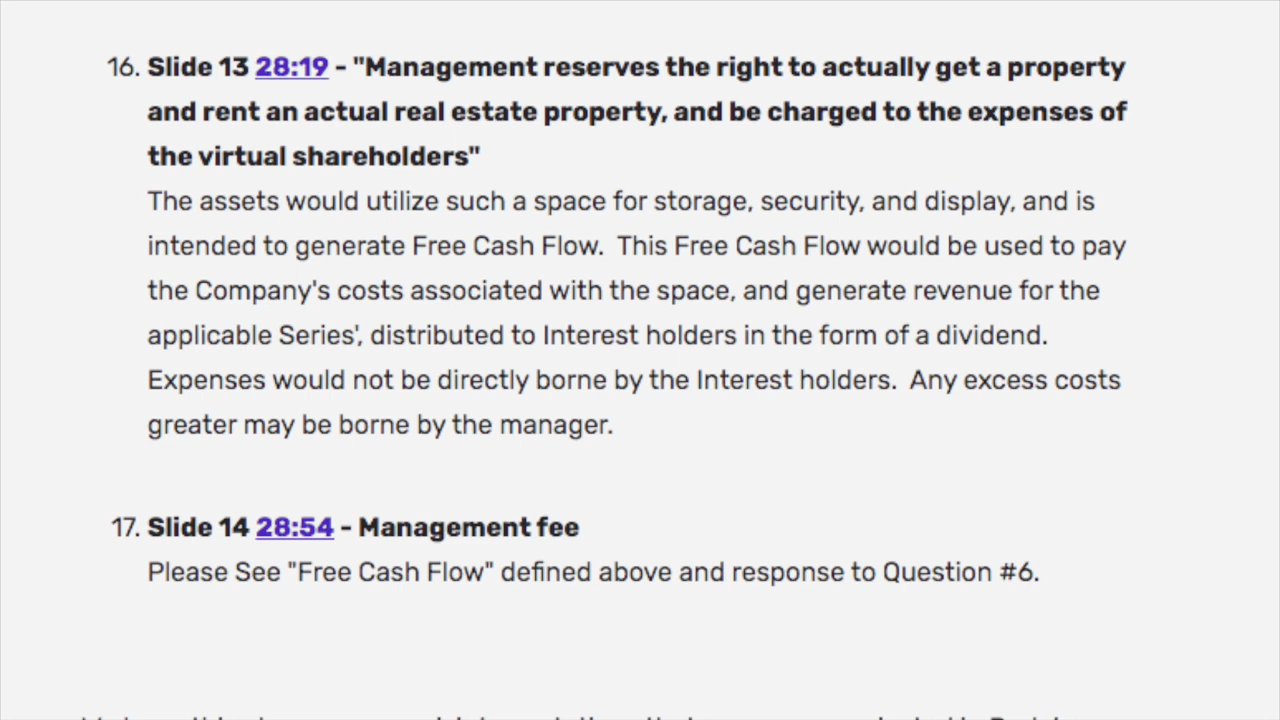 16. Slide 13 28:19 - "Management reserves the right to actually get a property
and rent an actual real estate property, and be charged to the expenses of
the virtual shareholders"
The assets would utilize such a space for storage, security, and display, and is
intended to generate Free Cash Flow.  This Free Cash Flow would be used to pay
the Company's costs associated with the space, and generate revenue for the
applicable Series', distributed to Interest holders in the form of a dividend.
Expenses would not be directly borne by the Interest holders.  Any excess costs
greater may be borne by the manager.
17. Slide 14 28:54 - Management fee
Please See "Free Cash Flow" defined above and response to Question #6.